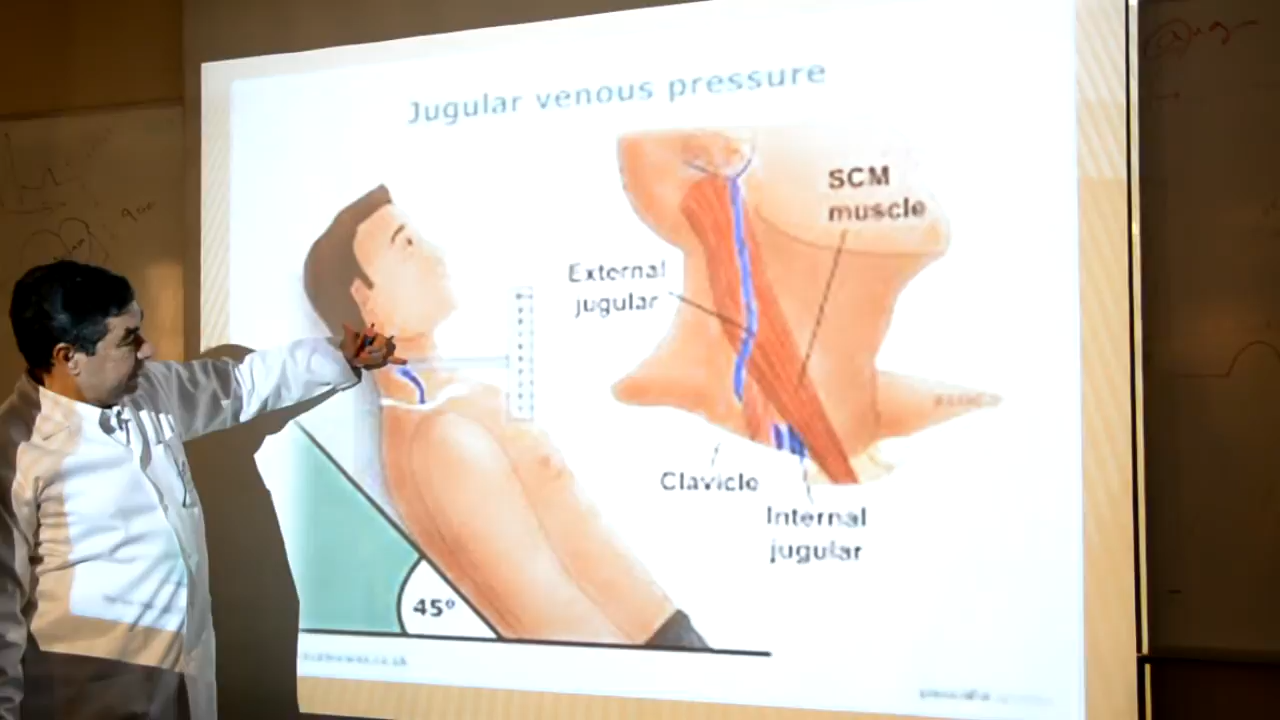 Jugular venous pressure
SCM
muscle
External
jugular
Clavicle
Internal
jugular
45°